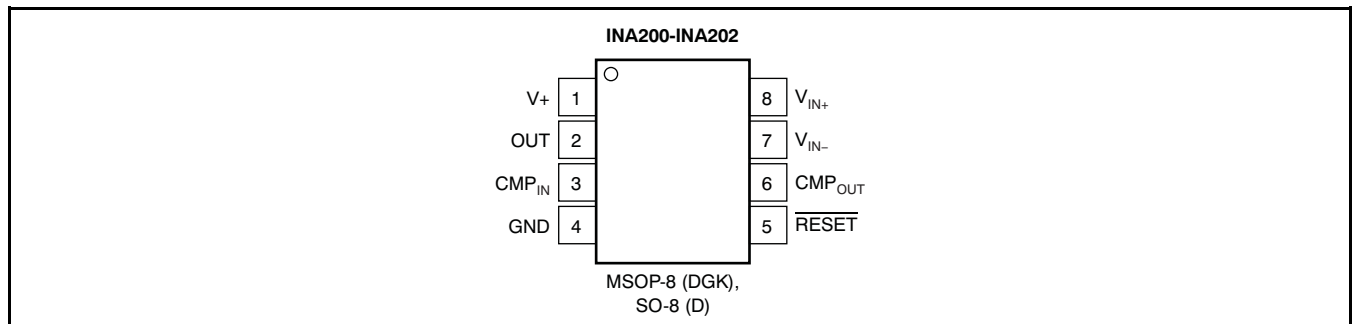 INA200-INA202
V+ 1 8 VIN+
OUT 2 7 VIN−
CMPIN 3 6 CMPOUT
GND 4 5 RESET
MSOP-8 (DGK),
SO-8 (D)